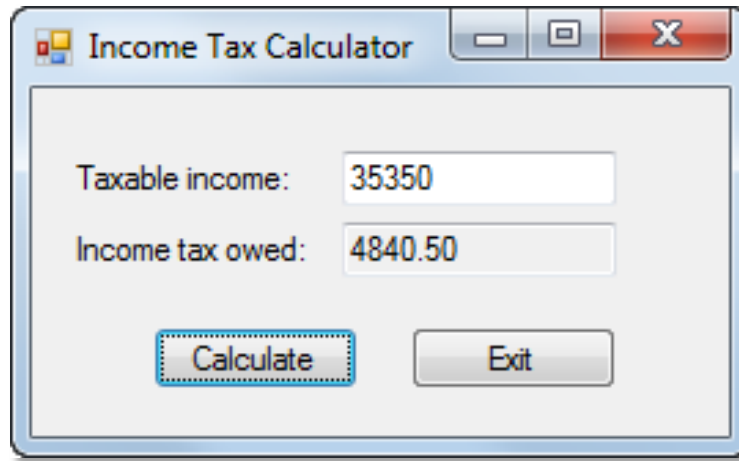 Income Tax Calculator
Taxable income: 35350
Income tax owed: 4840.50
Calculate Exit